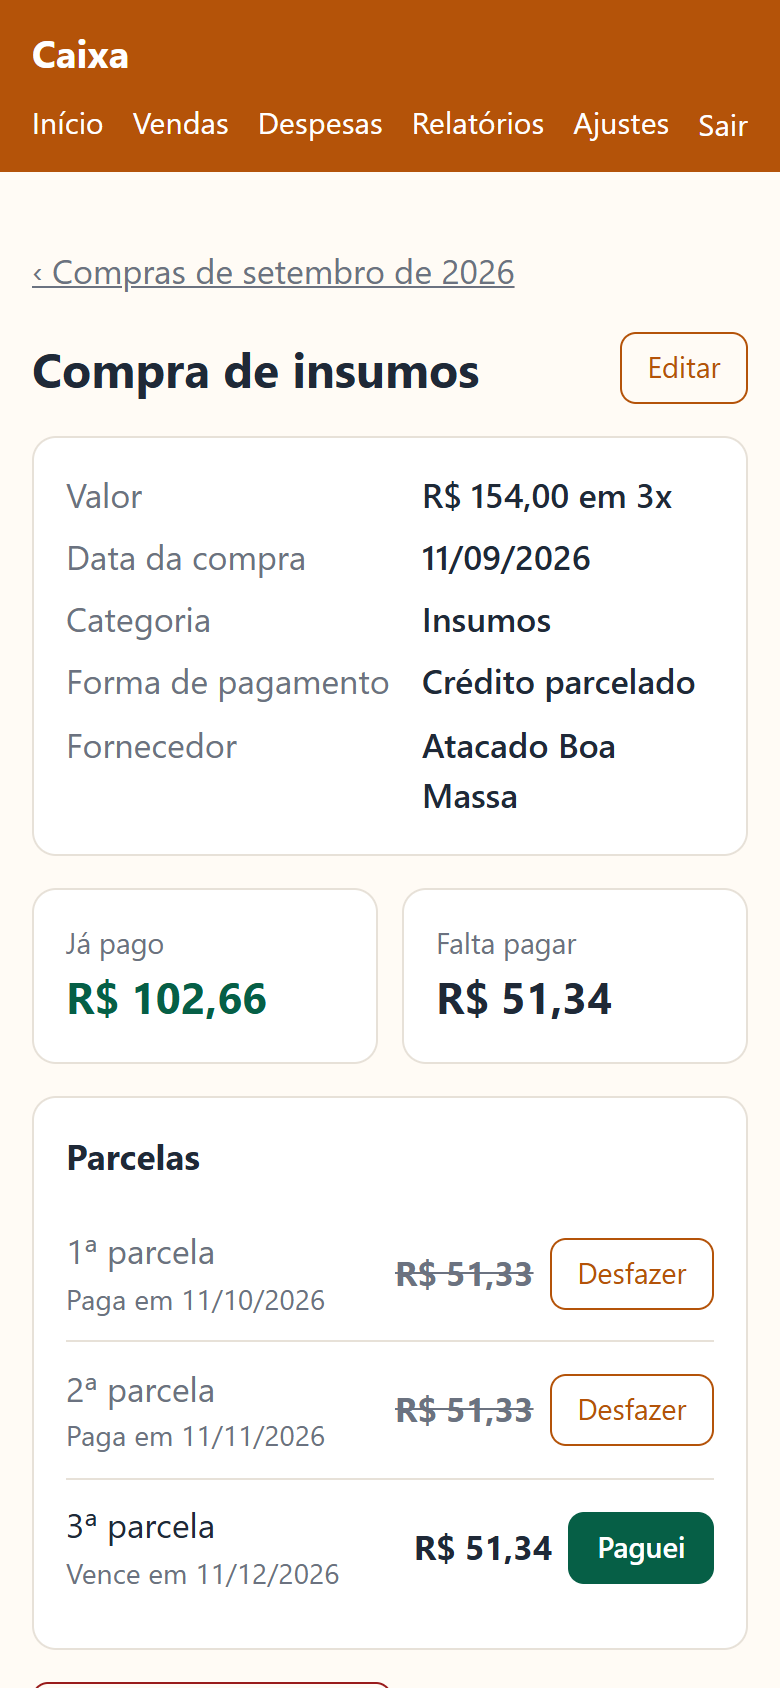 Caixa
Início Vendas Despesas Relatórios Ajustes Sair
‹ Compras de setembro de 2026
Compra de insumos
Editar
Valor R$ 154,00 em 3x
Data da compra 11/09/2026
Categoria Insumos
Forma de pagamento Crédito parcelado
Fornecedor Atacado Boa
Massa
Já pago
R$ 102,66
Falta pagar
R$ 51,34
Parcelas
1ª parcela
Paga em 11/10/2026
R$ 51,33 Desfazer
2ª parcela
Paga em 11/11/2026
R$ 51,33 Desfazer
3ª parcela
Vence em 11/12/2026
R$ 51,34 Paguei